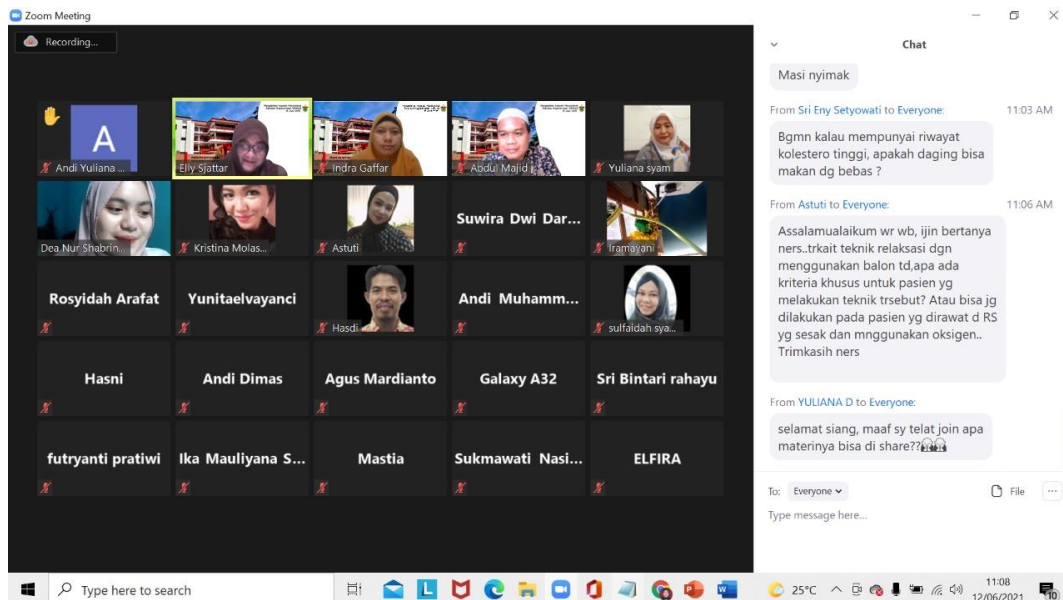 Zoom Meeting
Recording...
Chat
Masi nyimak
From Sri Eny Setyowati to Everyone: 11:03 AM
Bgmn kalau mempunyai riwayat
kolestero tinggi, apakah daging bisa
makan dg bebas ?
From Astuti to Everyone: 11:06 AM
Assalamualaikum wr wb, ijin bertanya
ners..trkait teknik relaksasi dgn
menggunakan balon td,apa ada
kriteria khusus untuk pasien yg
melakukan teknik trsebut? Atau bisa jg
dilakukan pada pasien yg dirawat d RS
yg sesak dan mnggunakan oksigen..
Trimkasih ners
From YULIANA D to Everyone:
selamat siang, maaf sy telat join apa
materinya bisa di share??
To: Everyone
File
Type message here...
A
Andi Yuliana ...
Elly Sjattar
Indra Gaffar
Abdul Majid
Yuliana syam
Dea Nur Shabrin...
Kristina Molas...
Astuti
Suwira Dwi Dar...
Iramayani
Rosyidah Arafat
Yunitaelvayanci
Hasdi
Andi Muhamm...
sulfaidah sya...
Hasni
Andi Dimas
Agus Mardianto
Galaxy A32
Sri Bintari rahayu
futryanti pratiwi
Ika Mauliyana S...
Mastia
Sukmawati Nasi...
ELFIRA
Type here to search
25°C
11:08
12/06/2021